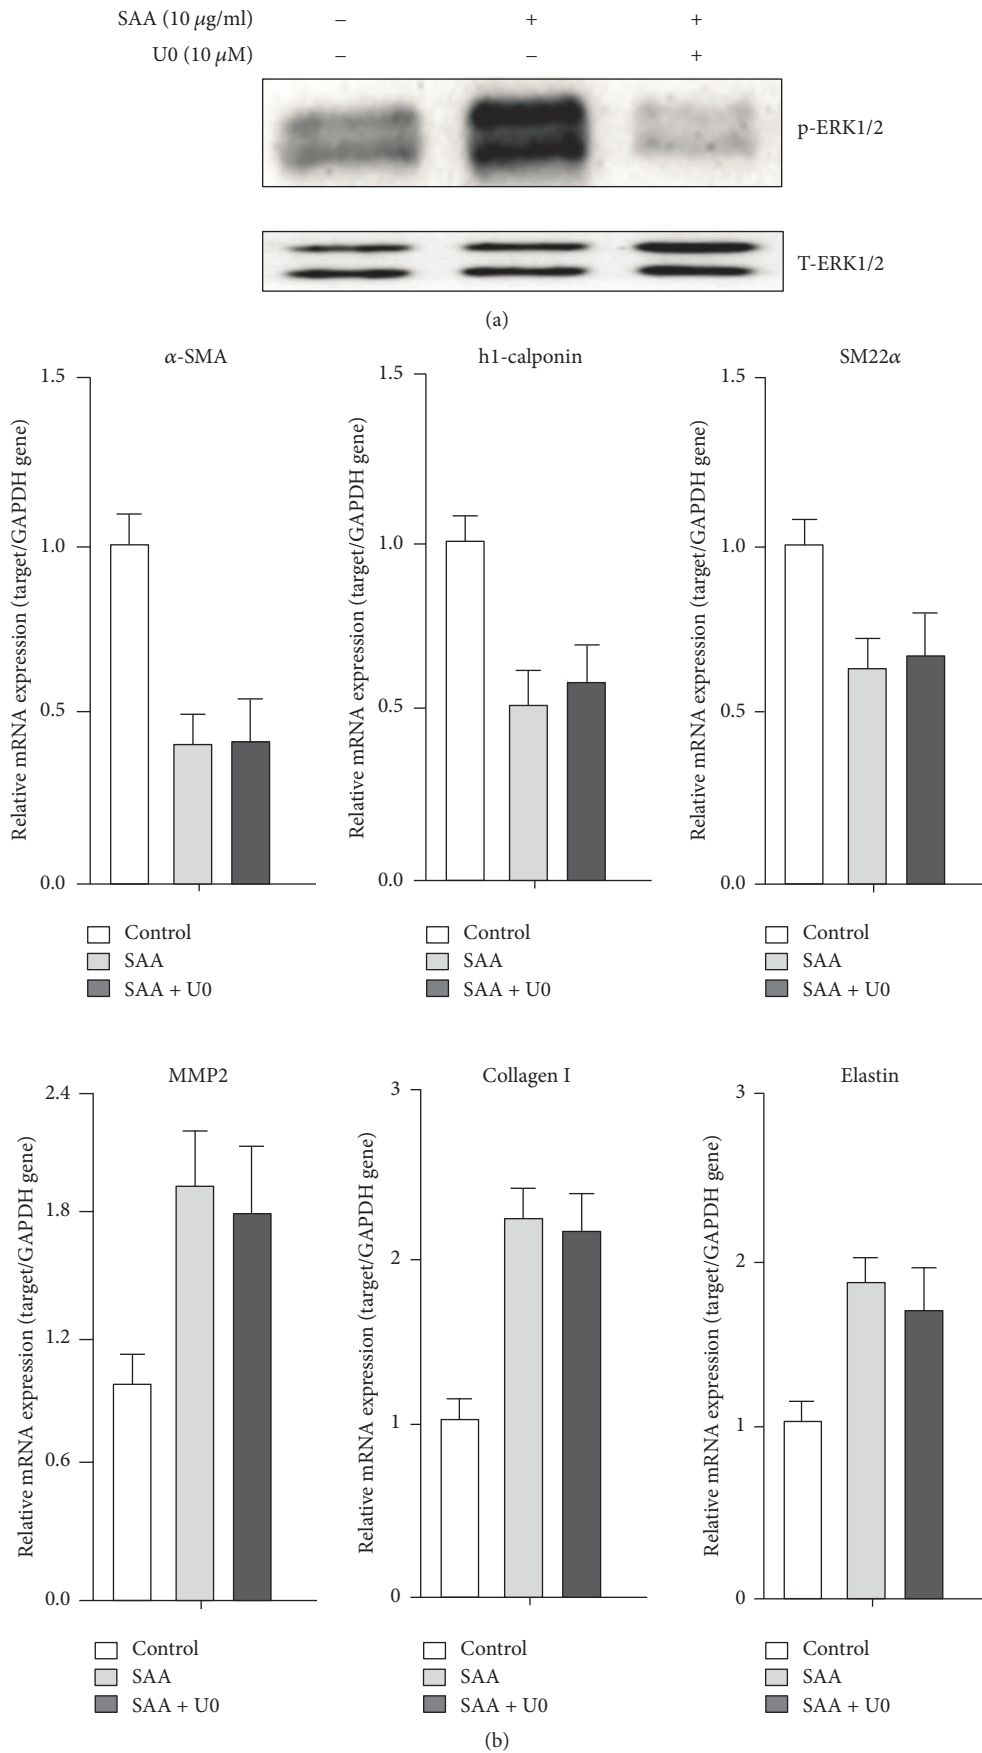 SAA (10 μg/ml) – + +
U0 (10 μM) – – +
p-ERK1/2
T-ERK1/2
(a)
α-SMA
Relative mRNA expression (target/GAPDH gene)
1.5
1.0
0.5
0.0
Control
SAA
SAA + U0
h1-calponin
Relative mRNA expression (target/GAPDH gene)
1.5
1.0
0.5
0.0
Control
SAA
SAA + U0
SM22α
Relative mRNA expression (target/GAPDH gene)
1.5
1.0
0.5
0.0
Control
SAA
SAA + U0
MMP2
Relative mRNA expression (target/GAPDH gene)
2.4
1.8
1.2
0.6
0.0
Control
SAA
SAA + U0
Collagen I
Relative mRNA expression (target/GAPDH gene)
3
2
1
0
Control
SAA
SAA + U0
Elastin
Relative mRNA expression (target/GAPDH gene)
3
2
1
0
Control
SAA
SAA + U0
(b)